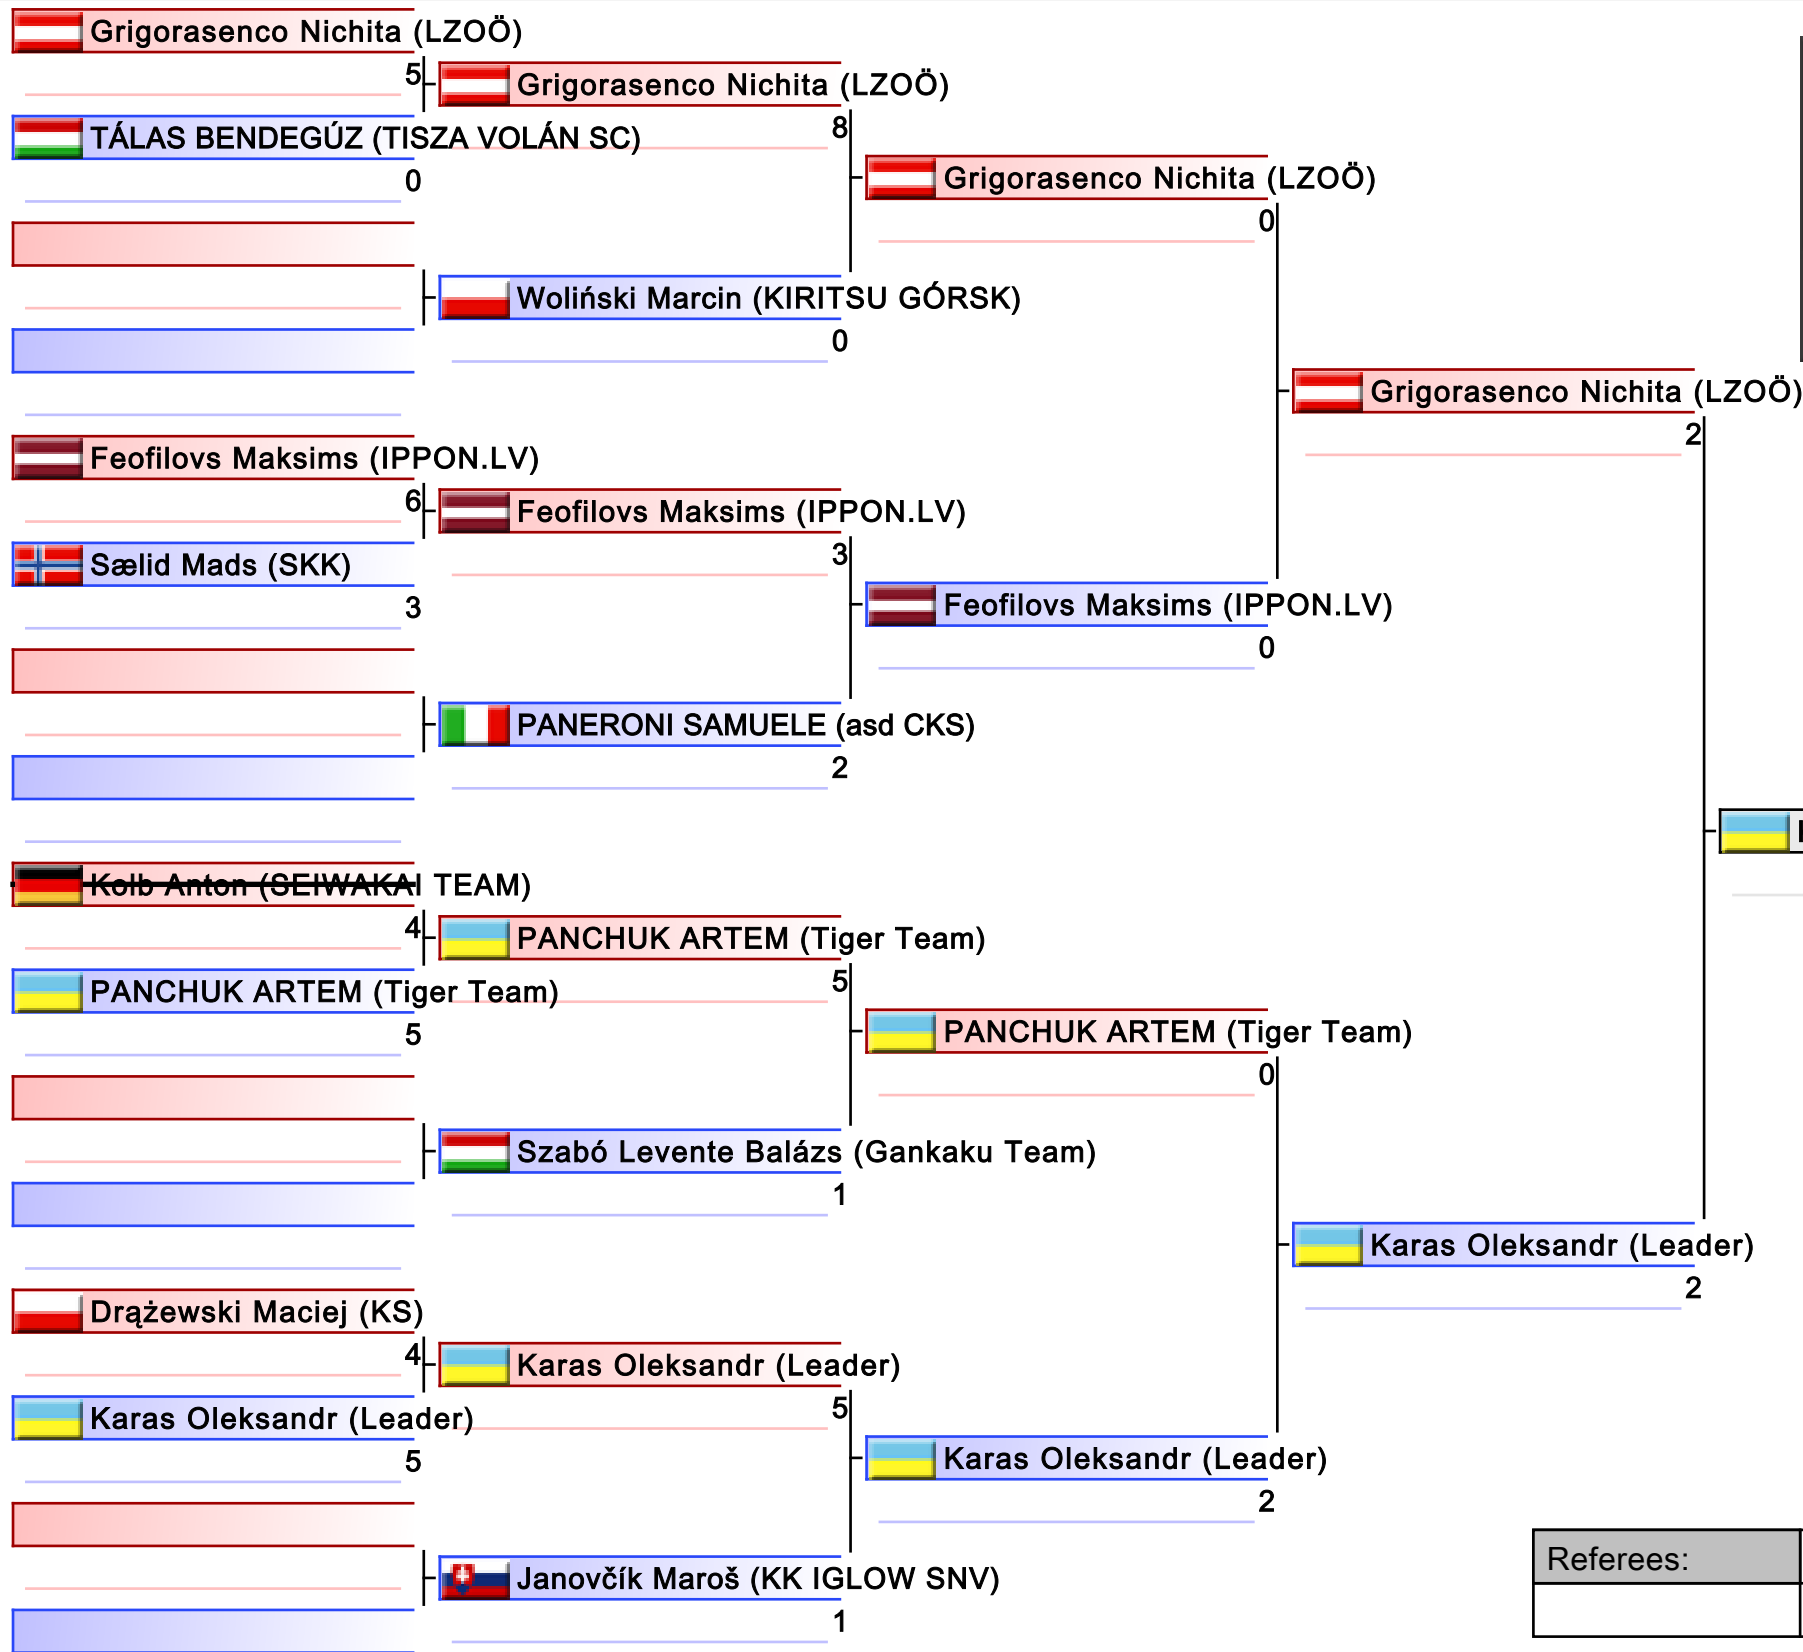 Grigorasenco Nichita (LZOÖ)
5
TÁLAS BENDEGÚZ (TISZA VOLÁN SC)
0
Feofilovs Maksims (IPPON.LV)
6
Sælid Mads (SKK)
3
Kolb Anton (SEIWAKAI TEAM)
4
PANCHUK ARTEM (Tiger Team)
5
Drążewski Maciej (KS)
4
Karas Oleksandr (Leader)
5
Grigorasenco Nichita (LZOÖ)
8
Woliński Marcin (KIRITSU GÓRSK)
0
Feofilovs Maksims (IPPON.LV)
3
PANERONI SAMUELE (asd CKS)
2
PANCHUK ARTEM (Tiger Team)
5
Szabó Levente Balázs (Gankaku Team)
1
Karas Oleksandr (Leader)
5
Janovčík Maroš (KK IGLOW SNV)
1
Grigorasenco Nichita (LZOÖ)
0
Feofilovs Maksims (IPPON.LV)
0
PANCHUK ARTEM (Tiger Team)
0
Karas Oleksandr (Leader)
2
Grigorasenco Nichita (LZOÖ)
2
Karas Oleksandr (Leader)
2
Referees: